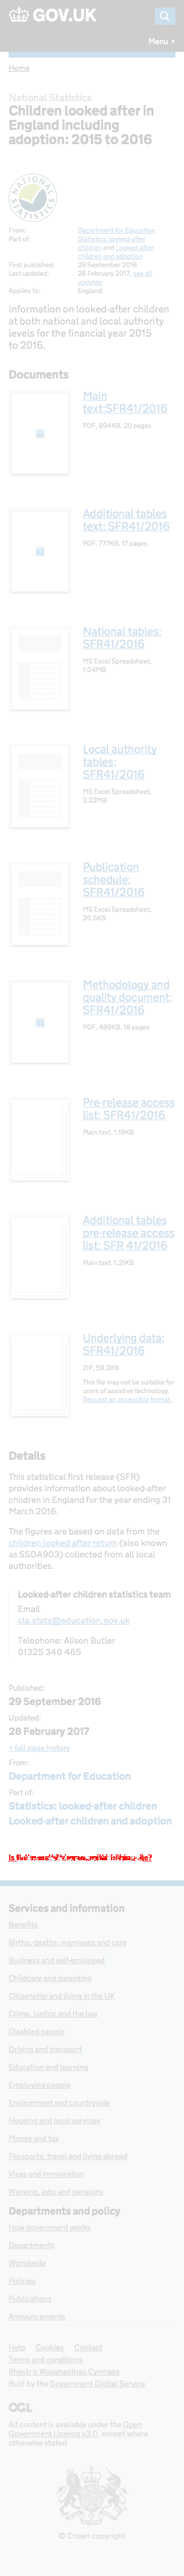 GOV.UK
Menu
Home
National Statistics
Children looked after in
England including
adoption: 2015 to 2016
NATIONAL STATISTICS
From: Department for Education
Part of: Statistics: looked-after
children and Looked-after
children and adoption
First published: 29 September 2016
Last updated: 28 February 2017, see all
updates
Applies to: England
Information on looked-after children
at both national and local authority
levels for the financial year 2015
to 2016.
Documents
Main
text:SFR41/2016
PDF, 894KB, 20 pages
Additional tables
text: SFR41/2016
PDF, 777KB, 17 pages
National tables:
SFR41/2016
MS Excel Spreadsheet,
1.04MB
Local authority
tables:
SFR41/2016
MS Excel Spreadsheet,
2.22MB
Publication
schedule:
SFR41/2016
MS Excel Spreadsheet,
20.5KB
Methodology and
quality document:
SFR41/2016
PDF, 489KB, 16 pages
Pre-release access
list: SFR41/2016
Plain text, 1.19KB
Additional tables
pre-release access
list: SFR 41/2016
Plain text, 1.21KB
Underlying data:
SFR41/2016
ZIP, 59.3KB
This file may not be suitable for
users of assistive technology.
Request an accessible format.
Details
This statistical first release (SFR)
provides information about looked-after
children in England for the year ending 31
March 2016.
The figures are based on data from the
children looked after return (also known
as SSDA903) collected from all local
authorities.
Looked-after children statistics team
Email
cla.stats@education.gov.uk
Telephone: Alison Butler
01325 340 465
Published:
29 September 2016
Updated:
28 February 2017
+ full page history
From:
Department for Education
Part of:
Statistics: looked-after children
Looked-after children and adoption
Services and information
Benefits
Births, deaths, marriages and care
Business and self-employed
Childcare and parenting
Citizenship and living in the UK
Crime, justice and the law
Disabled people
Driving and transport
Education and learning
Employing people
Environment and countryside
Housing and local services
Money and tax
Passports, travel and living abroad
Visas and immigration
Working, jobs and pensions
Departments and policy
How government works
Departments
Worldwide
Policies
Publications
Announcements
Help Cookies Contact
Terms and conditions
Rhestr o Wasanaethau Cymraeg
Built by the Government Digital Service
OGL
All content is available under the Open
Government Licence v3.0, except where
otherwise stated
© Crown copyright